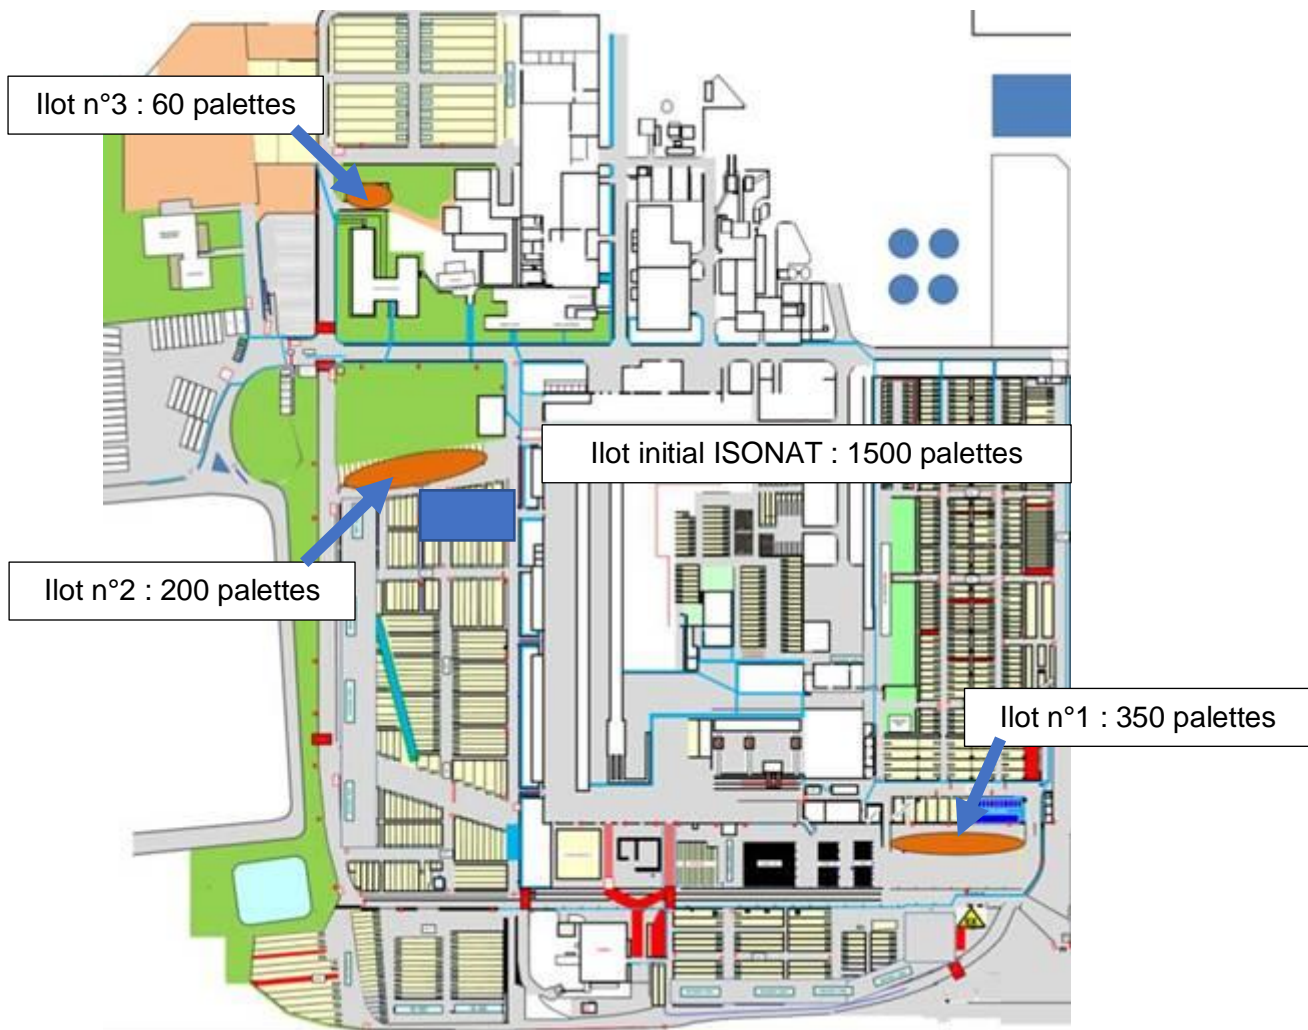 Ilot n°3 : 60 palettes
Ilot initial ISONAT : 1500 palettes
Ilot n°2 : 200 palettes
Ilot n°1 : 350 palettes